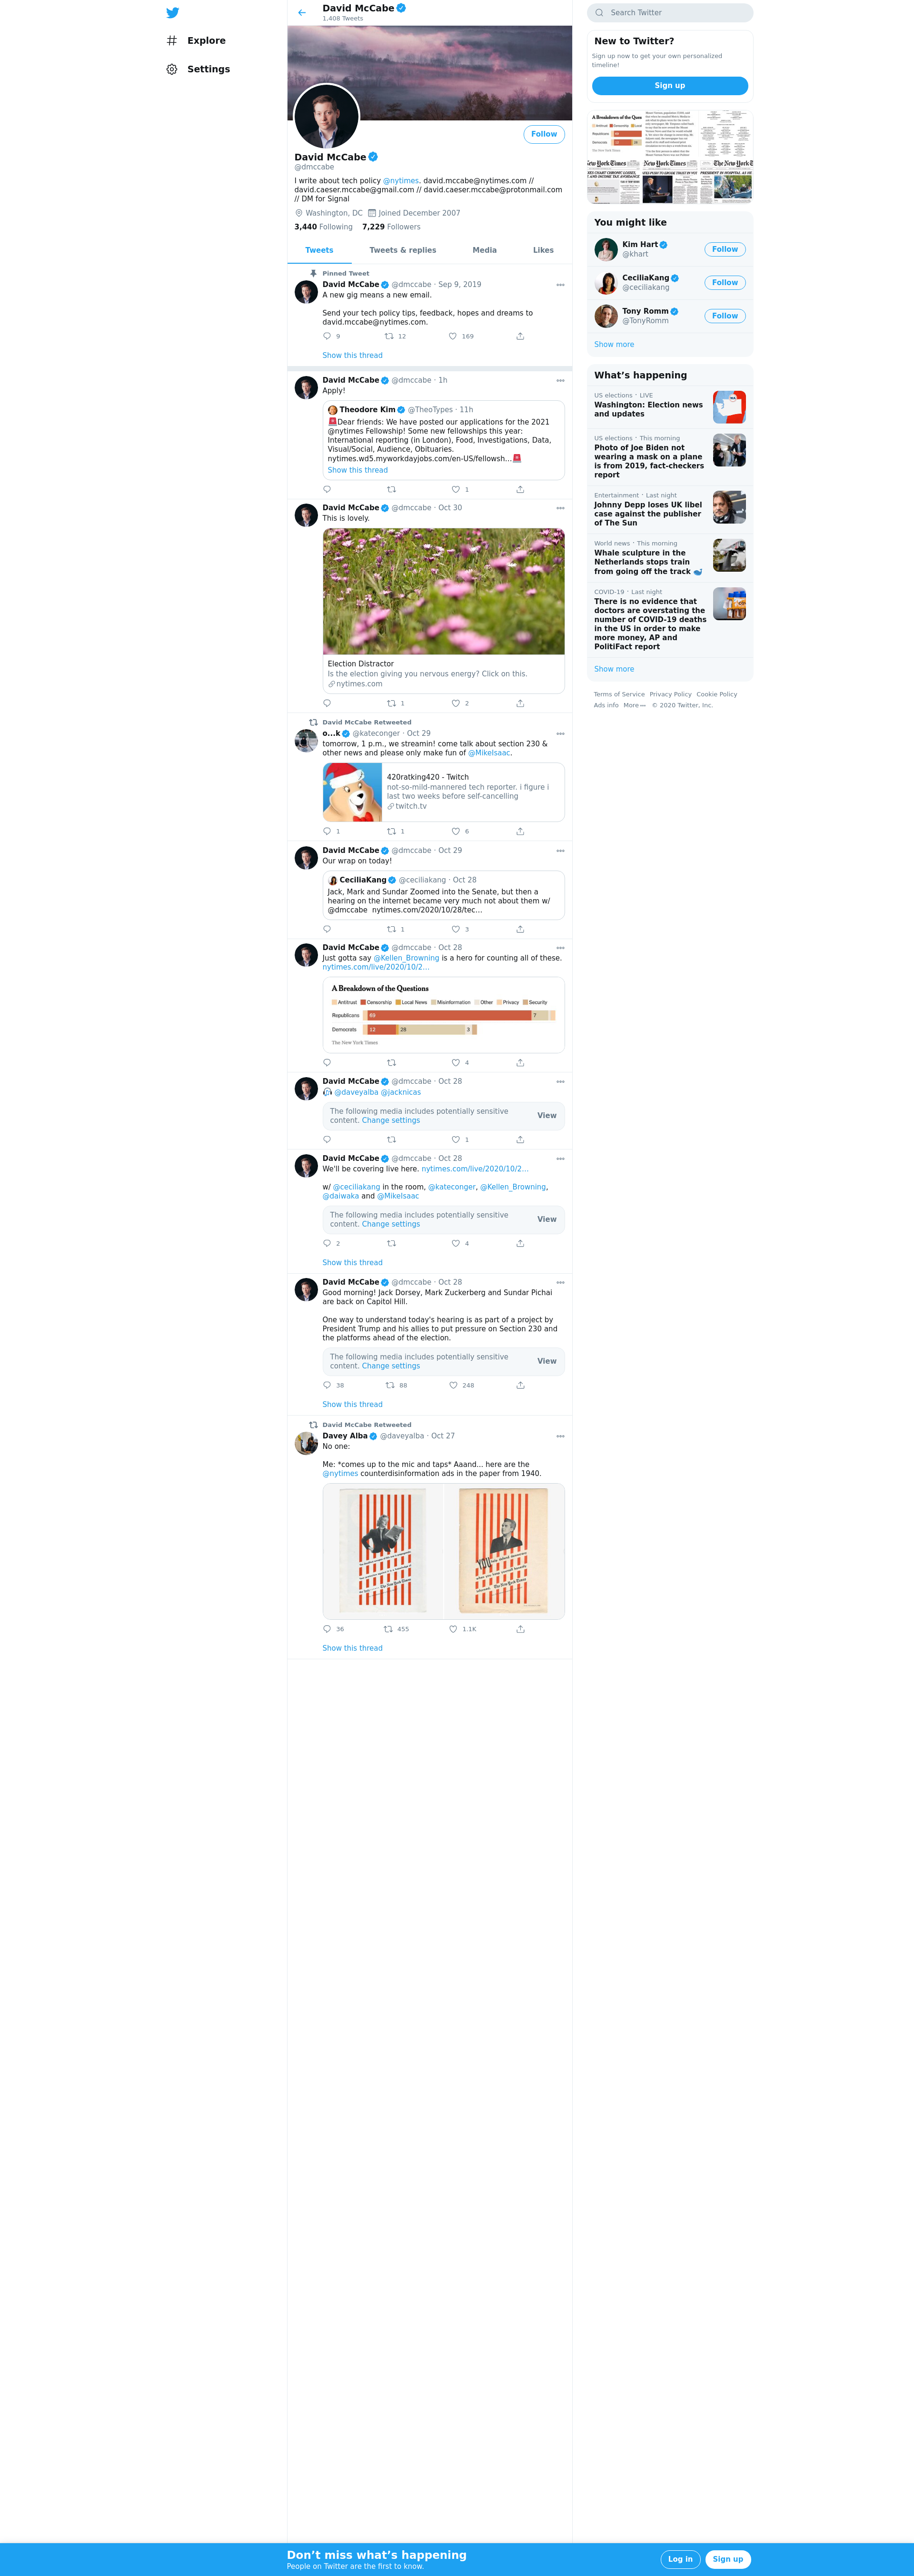 Explore
Settings
David McCabe
1,408 Tweets
Follow
David McCabe
@dmccabe
I write about tech policy @nytimes. david.mccabe@nytimes.com //
david.caeser.mccabe@gmail.com // david.caeser.mccabe@protonmail.com
// DM for Signal
Washington, DC Joined December 2007
3,440 Following 7,229 Followers
Tweets Tweets & replies Media Likes
Pinned Tweet
David McCabe @dmccabe · Sep 9, 2019
A new gig means a new email.
Send your tech policy tips, feedback, hopes and dreams to
david.mccabe@nytimes.com.
9 12 169
Show this thread
David McCabe @dmccabe · 1h
Apply!
Theodore Kim @TheoTypes · 11h
🚨Dear friends: We have posted our applications for the 2021
@nytimes Fellowship! Some new fellowships this year:
International reporting (in London), Food, Investigations, Data,
Visual/Social, Audience, Obituaries.
nytimes.wd5.myworkdayjobs.com/en-US/fellowsh…🚨
Show this thread
1
David McCabe @dmccabe · Oct 30
This is lovely.
Election Distractor
Is the election giving you nervous energy? Click on this.
nytimes.com
1 2
David McCabe Retweeted
o...k @kateconger · Oct 29
tomorrow, 1 p.m., we streamin! come talk about section 230 &
other news and please only make fun of @MikeIsaac.
420ratking420 - Twitch
not-so-mild-mannered tech reporter. i figure i
last two weeks before self-cancelling
twitch.tv
1 1 6
David McCabe @dmccabe · Oct 29
Our wrap on today!
CeciliaKang @ceciliakang · Oct 28
Jack, Mark and Sundar Zoomed into the Senate, but then a
hearing on the internet became very much not about them w/
@dmccabe nytimes.com/2020/10/28/tec…
1 3
David McCabe @dmccabe · Oct 28
Just gotta say @Kellen_Browning is a hero for counting all of these.
nytimes.com/live/2020/10/2…
A Breakdown of the Questions
Antitrust Censorship Local News Misinformation Other Privacy Security
Republicans 69 7
Democrats 12 28 3
The New York Times
4
David McCabe @dmccabe · Oct 28
🎧 @daveyalba @jacknicas
The following media includes potentially sensitive
content. Change settings
View
1
David McCabe @dmccabe · Oct 28
We'll be covering live here. nytimes.com/live/2020/10/2…
w/ @ceciliakang in the room, @kateconger, @Kellen_Browning,
@daiwaka and @MikeIsaac
The following media includes potentially sensitive
content. Change settings
View
2 4
Show this thread
David McCabe @dmccabe · Oct 28
Good morning! Jack Dorsey, Mark Zuckerberg and Sundar Pichai
are back on Capitol Hill.
One way to understand today's hearing is as part of a project by
President Trump and his allies to put pressure on Section 230 and
the platforms ahead of the election.
The following media includes potentially sensitive
content. Change settings
View
38 88 248
Show this thread
David McCabe Retweeted
Davey Alba @daveyalba · Oct 27
No one:
Me: *comes up to the mic and taps* Aaand... here are the
@nytimes counterdisinformation ads in the paper from 1940.
36 455 1.1K
Show this thread
Search Twitter
New to Twitter?
Sign up now to get your own personalized
timeline!
Sign up
You might like
Kim Hart
@khart
Follow
CeciliaKang
@ceciliakang
Follow
Tony Romm
@TonyRomm
Follow
Show more
What's happening
US elections · LIVE
Washington: Election news
and updates
US elections · This morning
Photo of Joe Biden not
wearing a mask on a plane
is from 2019, fact-checkers
report
Entertainment · Last night
Johnny Depp loses UK libel
case against the publisher
of The Sun
World news · This morning
Whale sculpture in the
Netherlands stops train
from going off the track 🐋
COVID-19 · Last night
There is no evidence that
doctors are overstating the
number of COVID-19 deaths
in the US in order to make
more money, AP and
PolitiFact report
Show more
Terms of Service Privacy Policy Cookie Policy
Ads info More © 2020 Twitter, Inc.
Don't miss what's happening
People on Twitter are the first to know.
Log in Sign up